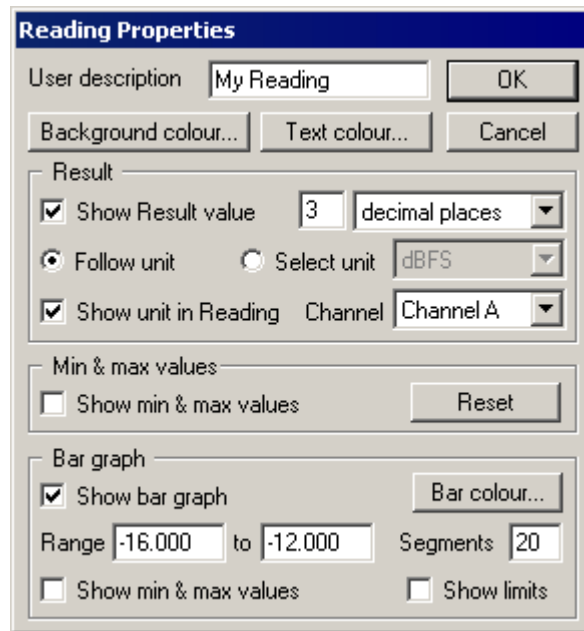 Reading Properties
User description My Reading OK
Background colour... Text colour... Cancel
Result
Show Result value 3 decimal places
Follow unit Select unit dBFS
Show unit in Reading Channel Channel A
Min & max values
Show min & max values Reset
Bar graph
Show bar graph Bar colour...
Range -16.000 to -12.000 Segments 20
Show min & max values Show limits